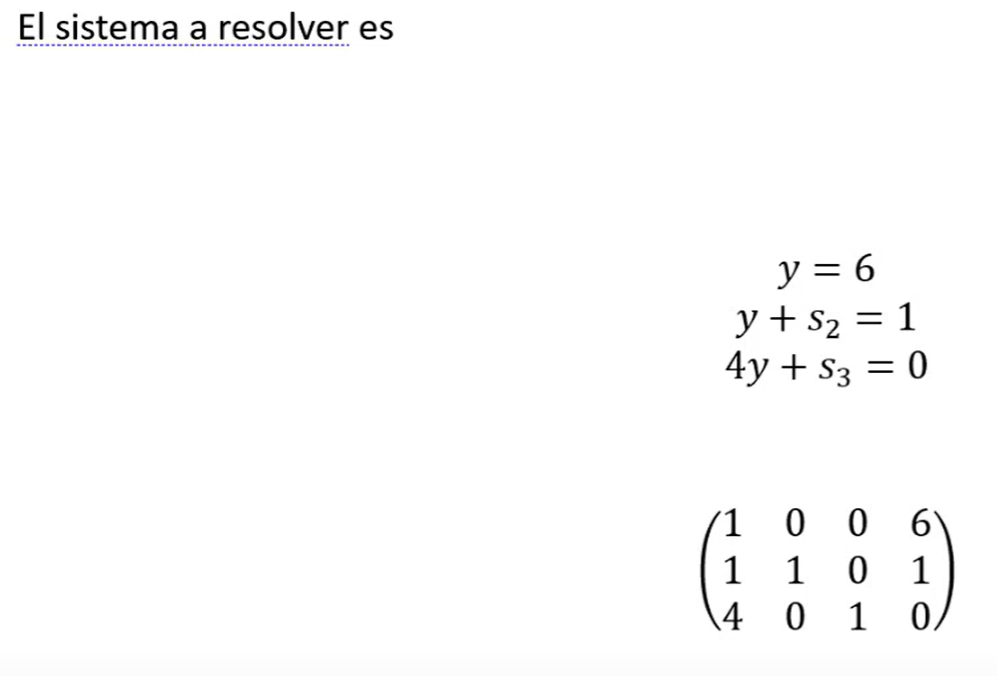 El sistema a resolver es
y = 6
y + s₂ = 1
4y + s₃ = 0
1 0 0 6
1 1 0 1
4 0 1 0